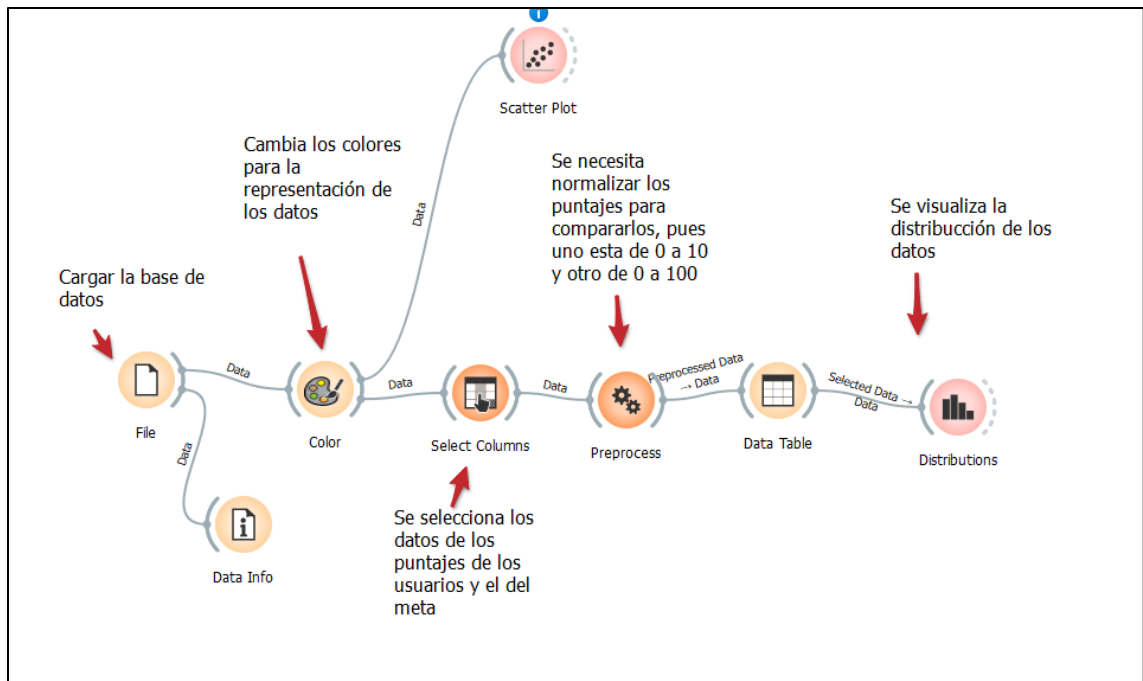 Scatter Plot
Cambia los colores
para la
representación de
los datos
Data
Se necesita
normalizar los
puntajes para
compararlos, pues
uno esta de 0 a 10
y otro de 0 a 100
Se visualiza la
distribucción de los
datos
Cargar la base de
datos
File
Data
Data
Color
Data
Select Columns
Data
Preprocess
Preprocessed Data
→ Data
Data Table
Selected Data →
Data
Distributions
Data Info
Se selecciona los
datos de los
puntajes de los
usuarios y el del
meta